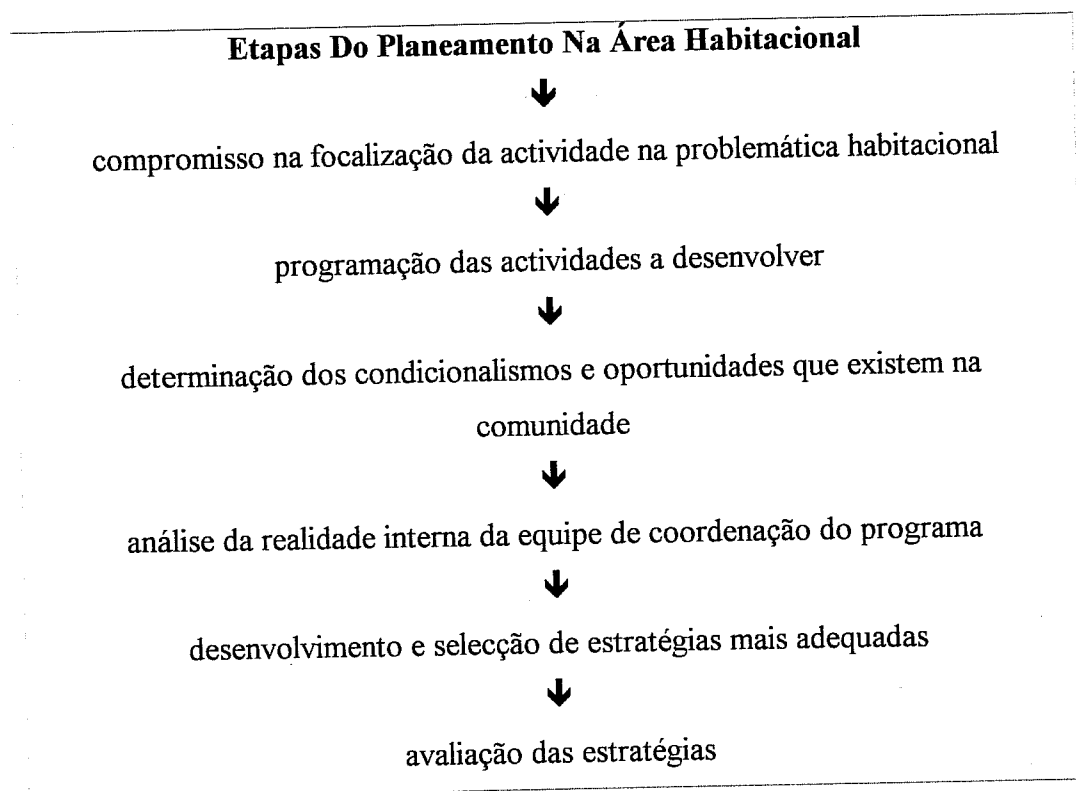 Etapas Do Planeamento Na Área Habitacional
compromisso na focalização da actividade na problemática habitacional
programação das actividades a desenvolver
determinação dos condicionalismos e oportunidades que existem na
comunidade
análise da realidade interna da equipe de coordenação do programa
desenvolvimento e selecção de estratégias mais adequadas
avaliação das estratégias